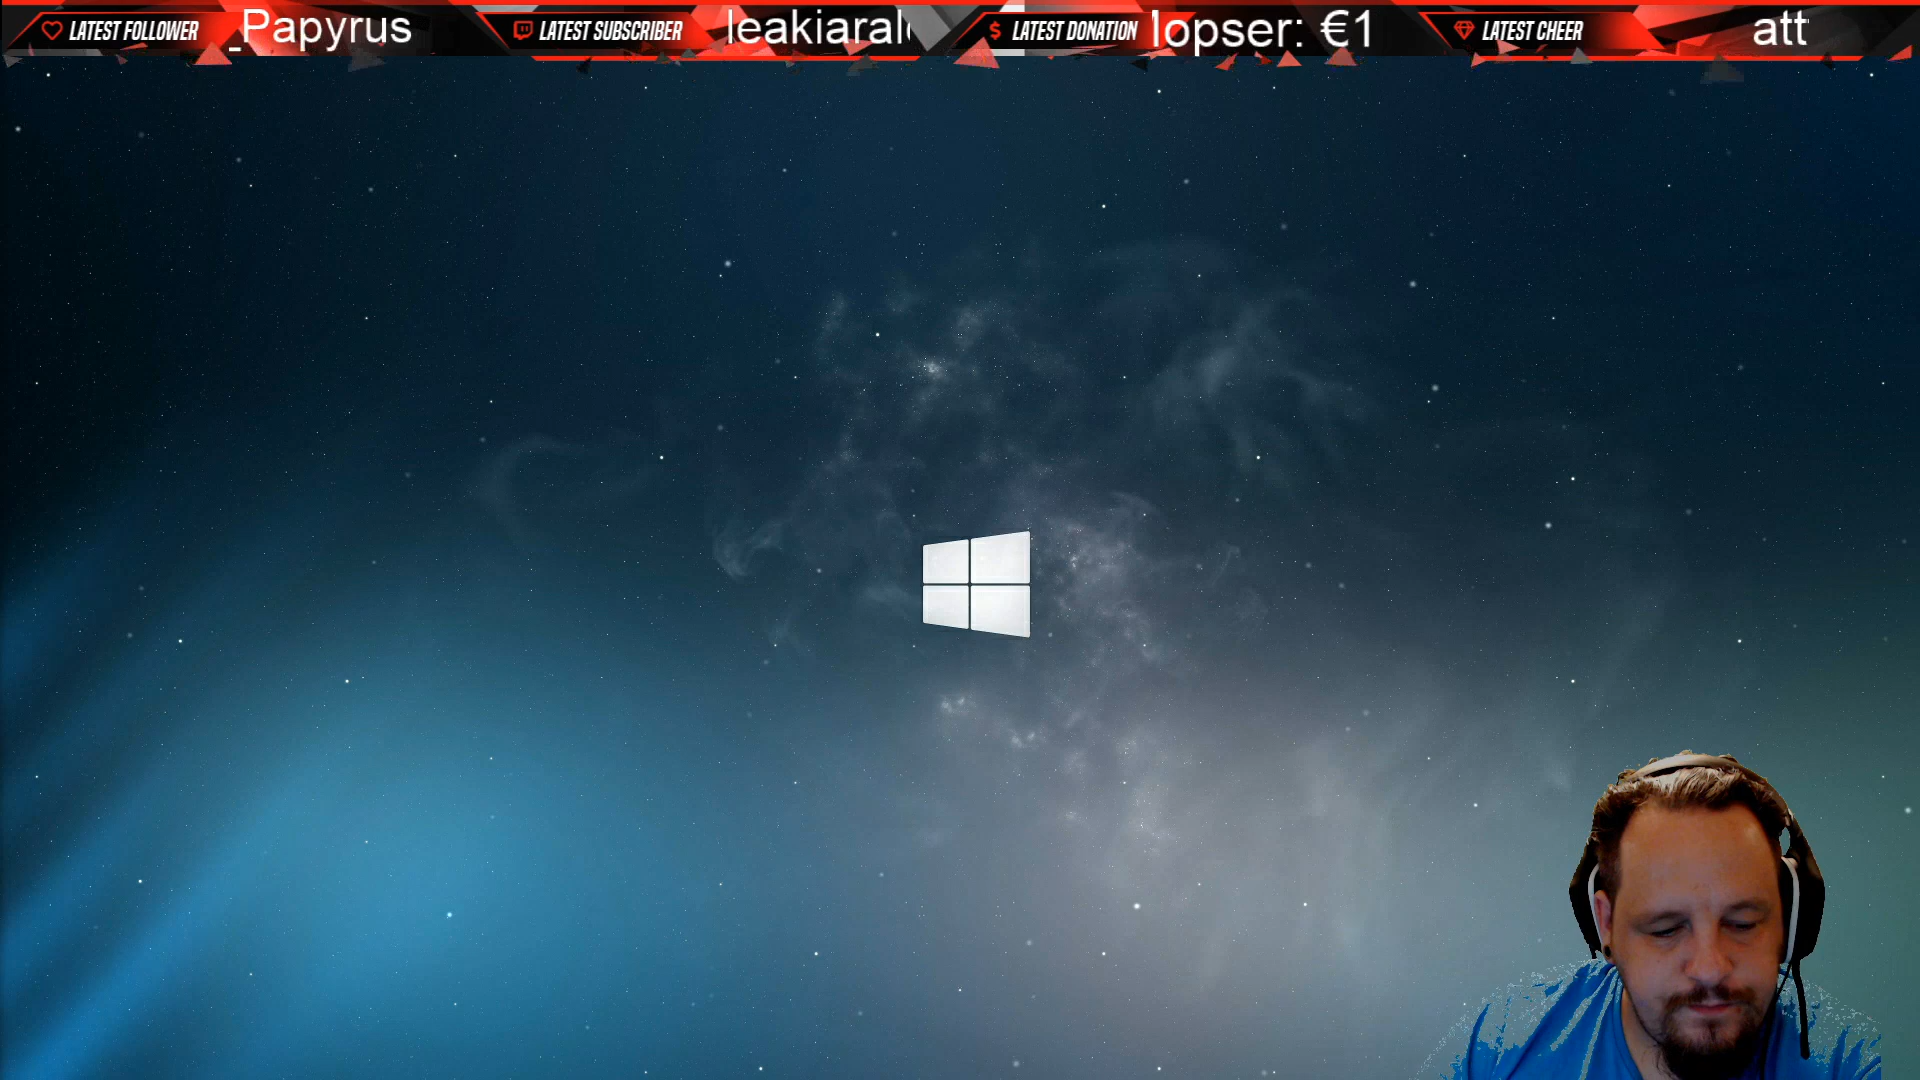 LATEST FOLLOWER
_Papyrus
LATEST SUBSCRIBER
leakiaral
LATEST DONATION
lopser: €1
LATEST CHEER
att